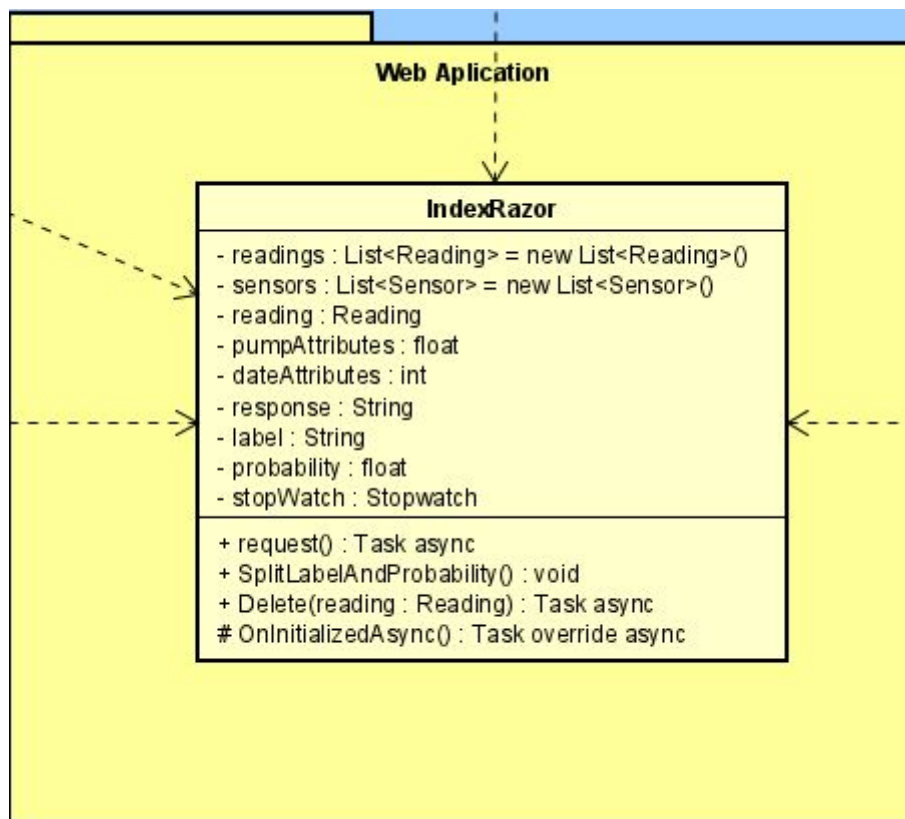 Web Aplication
IndexRazor
- readings : List<Reading> = new List<Reading>()
- sensors : List<Sensor> = new List<Sensor>()
- reading : Reading
- pumpAttributes : float
- dateAttributes : int
- response : String
- label : String
- probability : float
- stopWatch : Stopwatch
+ request() : Task async
+ SplitLabelAndProbability() : void
+ Delete(reading : Reading) : Task async
# OnInitializedAsync() : Task override async